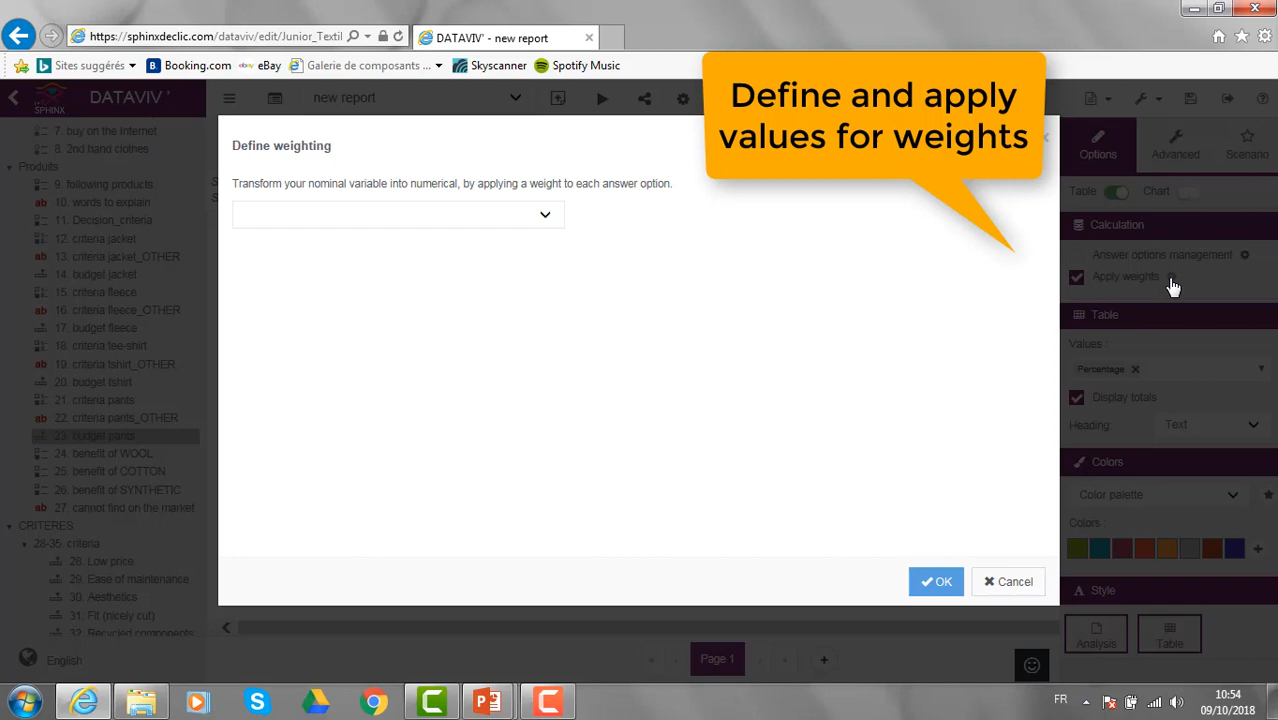 https://sphinxdeclic.com/dataviv/edit/Junior_Textil
DATAVIV' - new report
Sites suggérés
Booking.com
eBay
Galerie de composants ...
Skyscanner
Spotify Music
SPHINX
DATAVIV '
new report
Define and apply
values for weights
Options
Advanced
Scenario
7. buy on the Internet
8. 2nd hand clothes
Produits
9. following products
10. words to explain
11. Decision_criteria
12. criteria jacket
13. criteria jacket_OTHER
14. budget jacket
15. criteria fleece
16. criteria fleece_OTHER
17. budget fleece
18. criteria tee-shirt
19. criteria tshirt_OTHER
20. budget tshirt
21. criteria pants
22. criteria pants_OTHER
23. budget pants
24. benefit of WOOL
25. benefit of COTTON
26. benefit of SYNTHETIC
27. cannot find on the market
CRITERES
28-35. criteria
28. Low price
29. Ease of maintenance
30. Aesthetics
31. Fit (nicely cut)
32. Recycled components
English
Define weighting
Transform your nominal variable into numerical, by applying a weight to each answer option.
OK
Cancel
Table
Chart
Calculation
Answer options management
Apply weights
Table
Values :
Percentage
Display totals
Heading:
Text
Colors
Color palette
Colors:
Style
Analysis
Table
Page 1
FR
10:54
09/10/2018